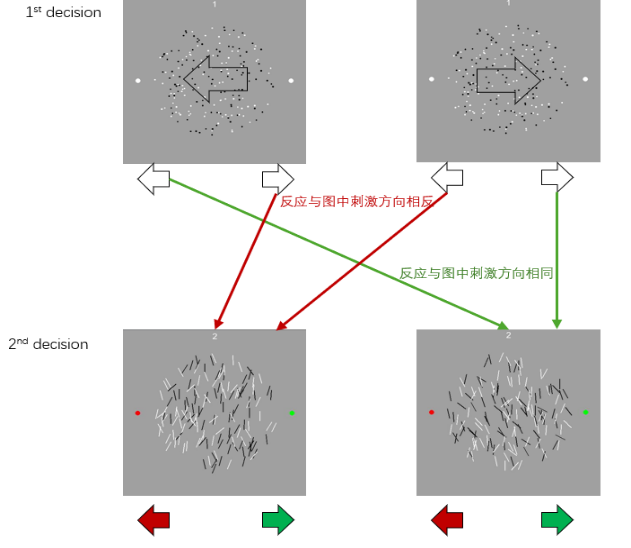 1st decision
1
1
反应与图中刺激方向相反
反应与图中刺激方向相同
2nd decision
2
2